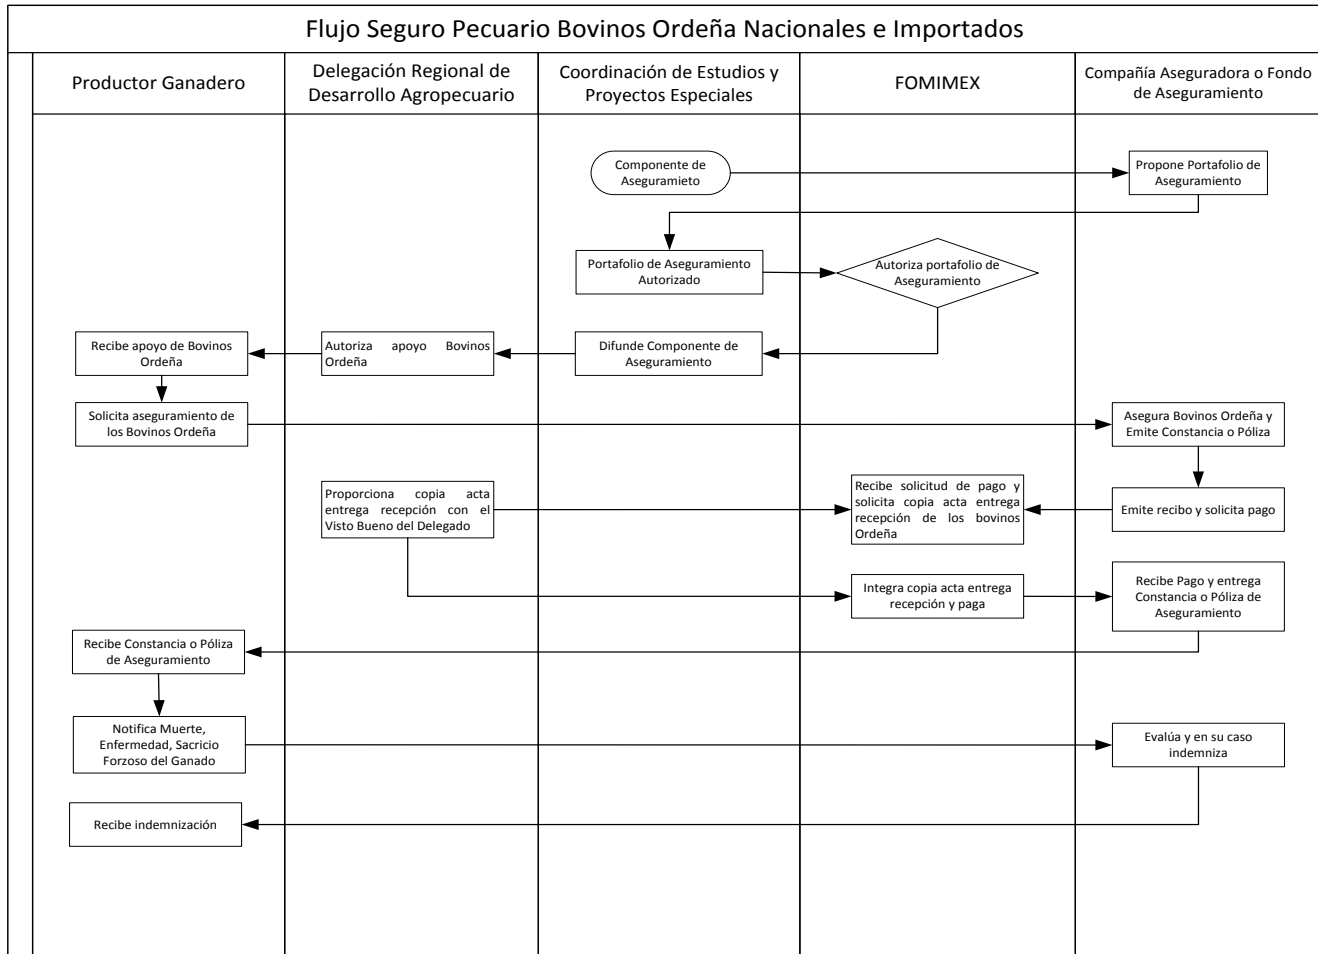 Flujo Seguro Pecuario Bovinos Ordeña Nacionales e Importados
Productor Ganadero
Delegación Regional de
Desarrollo Agropecuario
Coordinación de Estudios y
Proyectos Especiales
FOMIMEX
Compañía Aseguradora o Fondo
de Aseguramiento
Componente de
Aseguramieto
Propone Portafolio de
Aseguramiento
Portafolio de Aseguramiento
Autorizado
Autoriza portafolio de
Aseguramiento
Recibe apoyo de Bovinos
Ordeña
Autoriza apoyo Bovinos
Ordeña
Difunde Componente de
Aseguramiento
Solicita aseguramiento de
los Bovinos Ordeña
Asegura Bovinos Ordeña y
Emite Constancia o Póliza
Proporciona copia acta
entrega recepción con el
Visto Bueno del Delegado
Recibe solicitud de pago y
solicita copia acta entrega
recepción de los bovinos
Ordeña
Emite recibo y solicita pago
Integra copia acta entrega
recepción y paga
Recibe Pago y entrega
Constancia o Póliza de
Aseguramiento
Recibe Constancia o Póliza
de Aseguramiento
Notifica Muerte,
Enfermedad, Sacricio
Forzoso del Ganado
Evalúa y en su caso
indemniza
Recibe indemnización